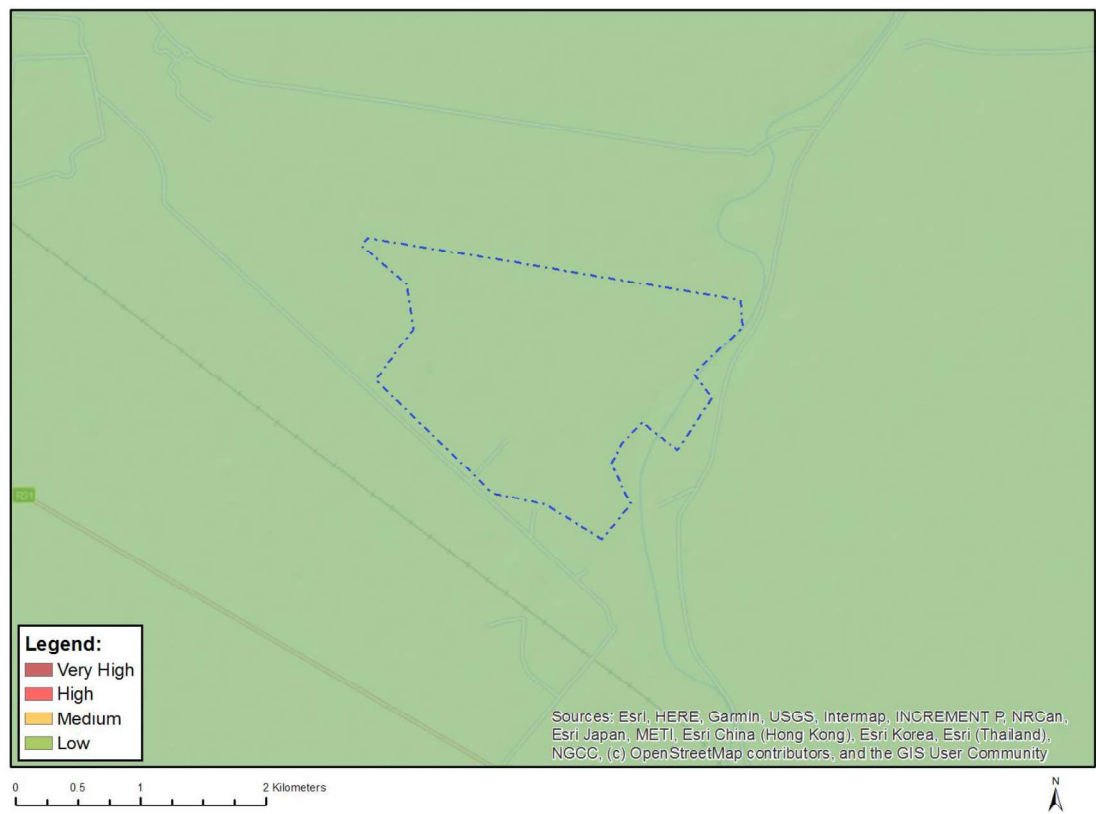 R21
Legend:
Very High
High
Medium
Low
Sources: Esri, HERE, Garmin, USGS, Intermap, INCREMENT P, NRCan,
Esri Japan, METI, Esri China (Hong Kong), Esri Korea, Esri (Thailand),
NGCC, (c) OpenStreetMap contributors, and the GIS User Community
0 0.5 1 2 Kilometers
N